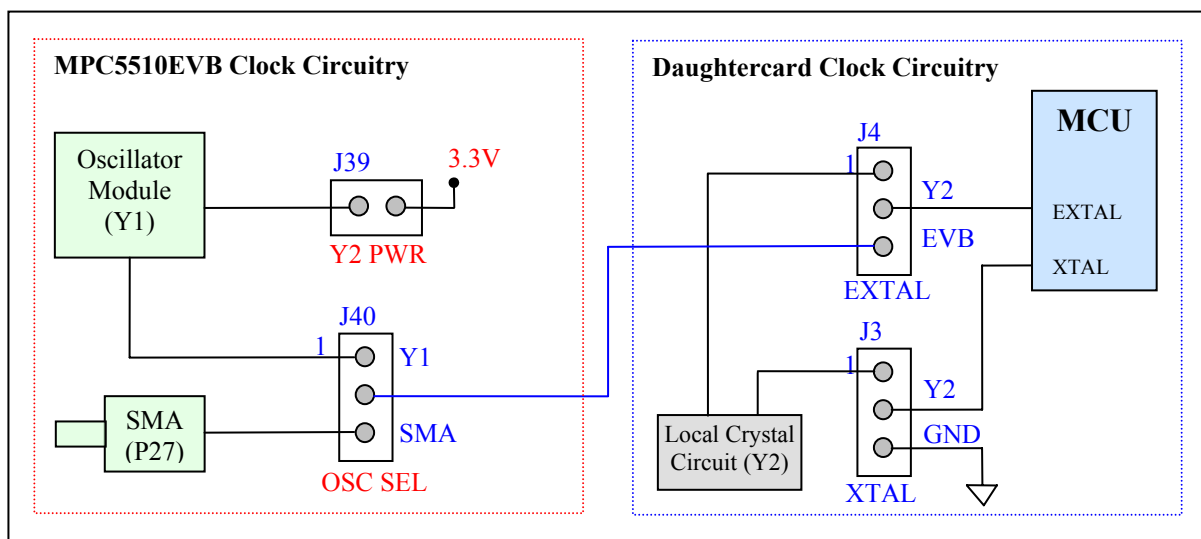 MPC5510EVB Clock Circuitry
Oscillator
Module
(Y1)
J39
3.3V
Y2 PWR
J40
1
Y1
SMA
OSC SEL
SMA
(P27)
Daughtercard Clock Circuitry
MCU
EXTAL
XTAL
J4
1
Y2
EVB
EXTAL
J3
1
Y2
GND
XTAL
Local Crystal
Circuit (Y2)